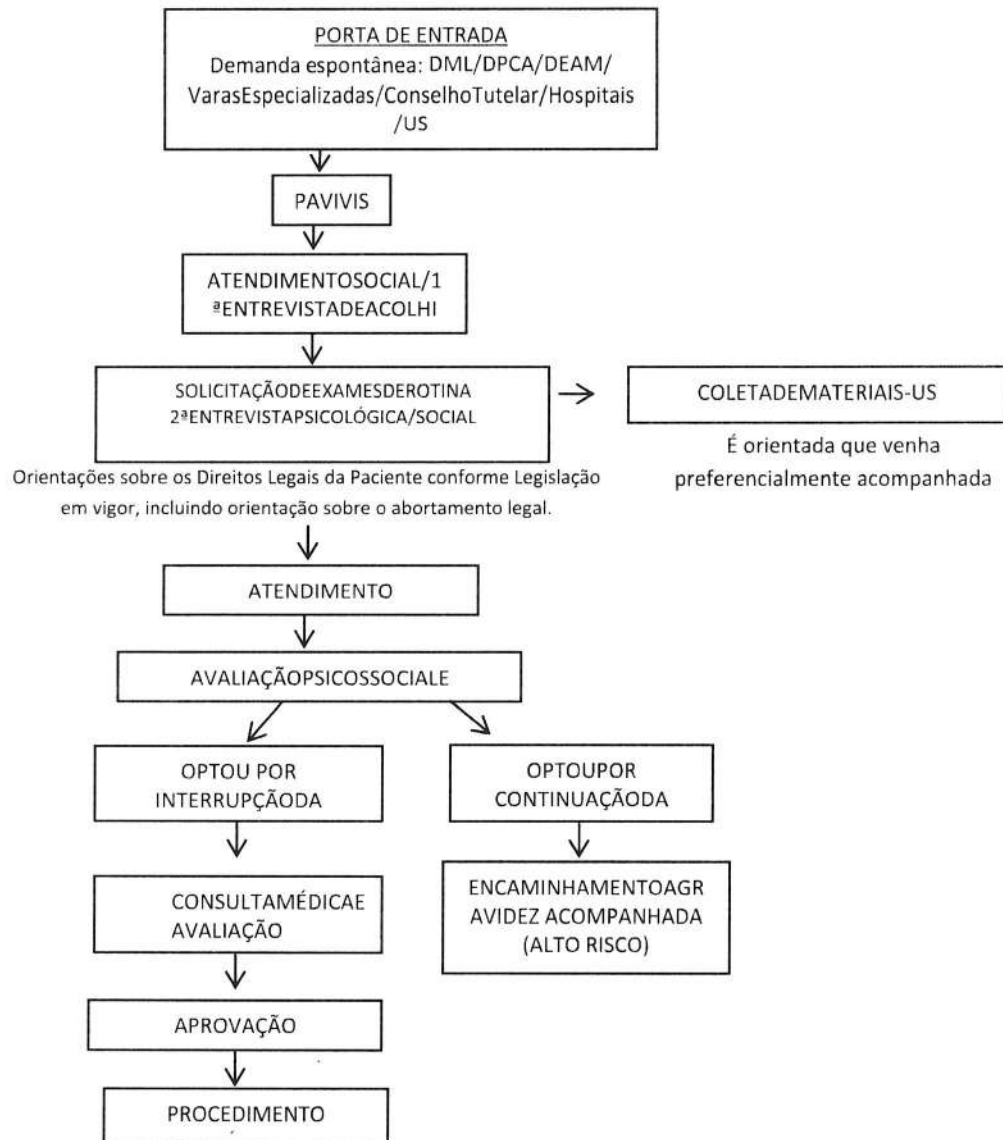 PORTA DE ENTRADA
Demanda espontânea: DML/DPCA/DEAM/
VarasEspecializadas/ConselhoTutelar/Hospitais
/US
PAVIVIS
ATENDIMENTOSOCIAL/1
ªENTREVISTADEACOLHI
SOLICITAÇÃODEEXAMESDEROTINA
2ªENTREVISTAPSICOLÓGICA/SOCIAL
COLETADEMATERIAIS-US
É orientada que venha
preferencialmente acompanhada
Orientações sobre os Direitos Legais da Paciente conforme Legislação
em vigor, incluindo orientação sobre o abortamento legal.
ATENDIMENTO
AVALIAÇÃOPSICOSSOCIALE
OPTOU POR
INTERRUPÇÃODA
OPTOUPOR
CONTINUAÇÃODA
CONSULTAMÉDICAE
AVALIAÇÃO
ENCAMINHAMENTOAGR
AVIDEZ ACOMPANHADA
(ALTO RISCO)
APROVAÇÃO
PROCEDIMENTO